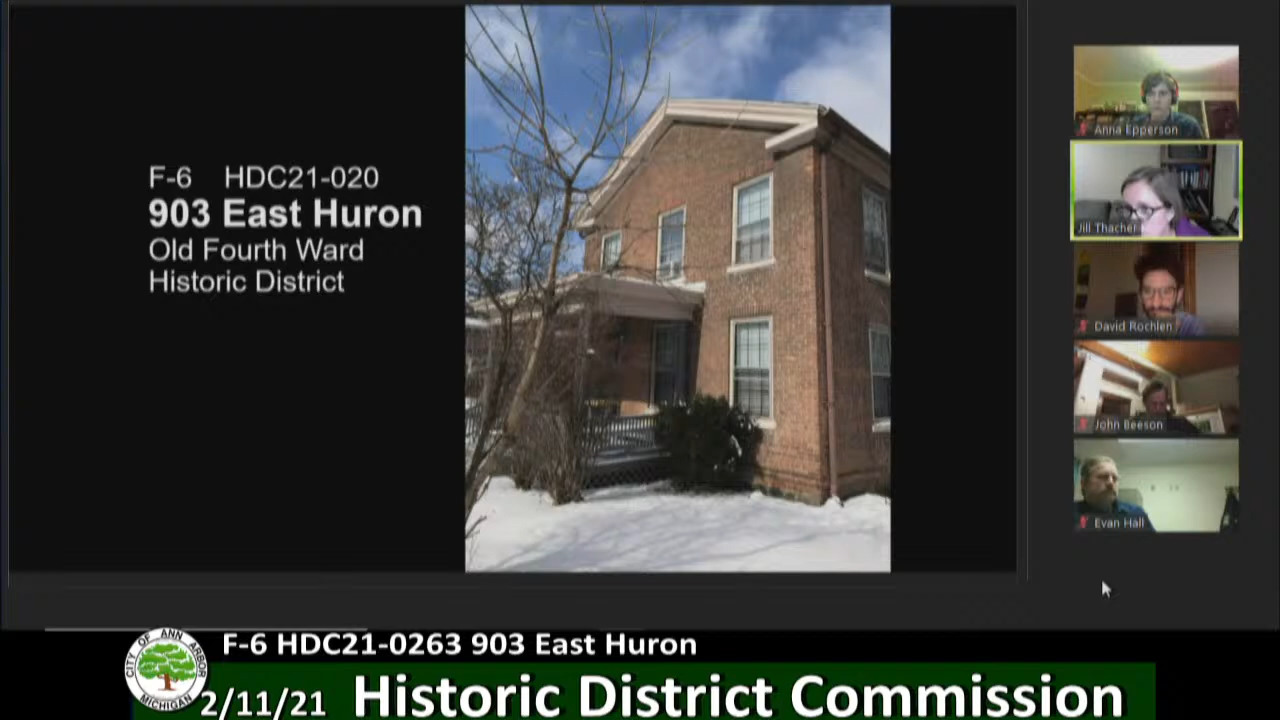 F-6 HDC21-020
903 East Huron
Old Fourth Ward
Historic District
Anna Epperson
Jill Thacher
David Rochlen
John Beeson
Evan Hall
F-6 HDC21-0263 903 East Huron
CITY OF ANN ARBOR
MICHIGAN
2/11/21 Historic District Commission